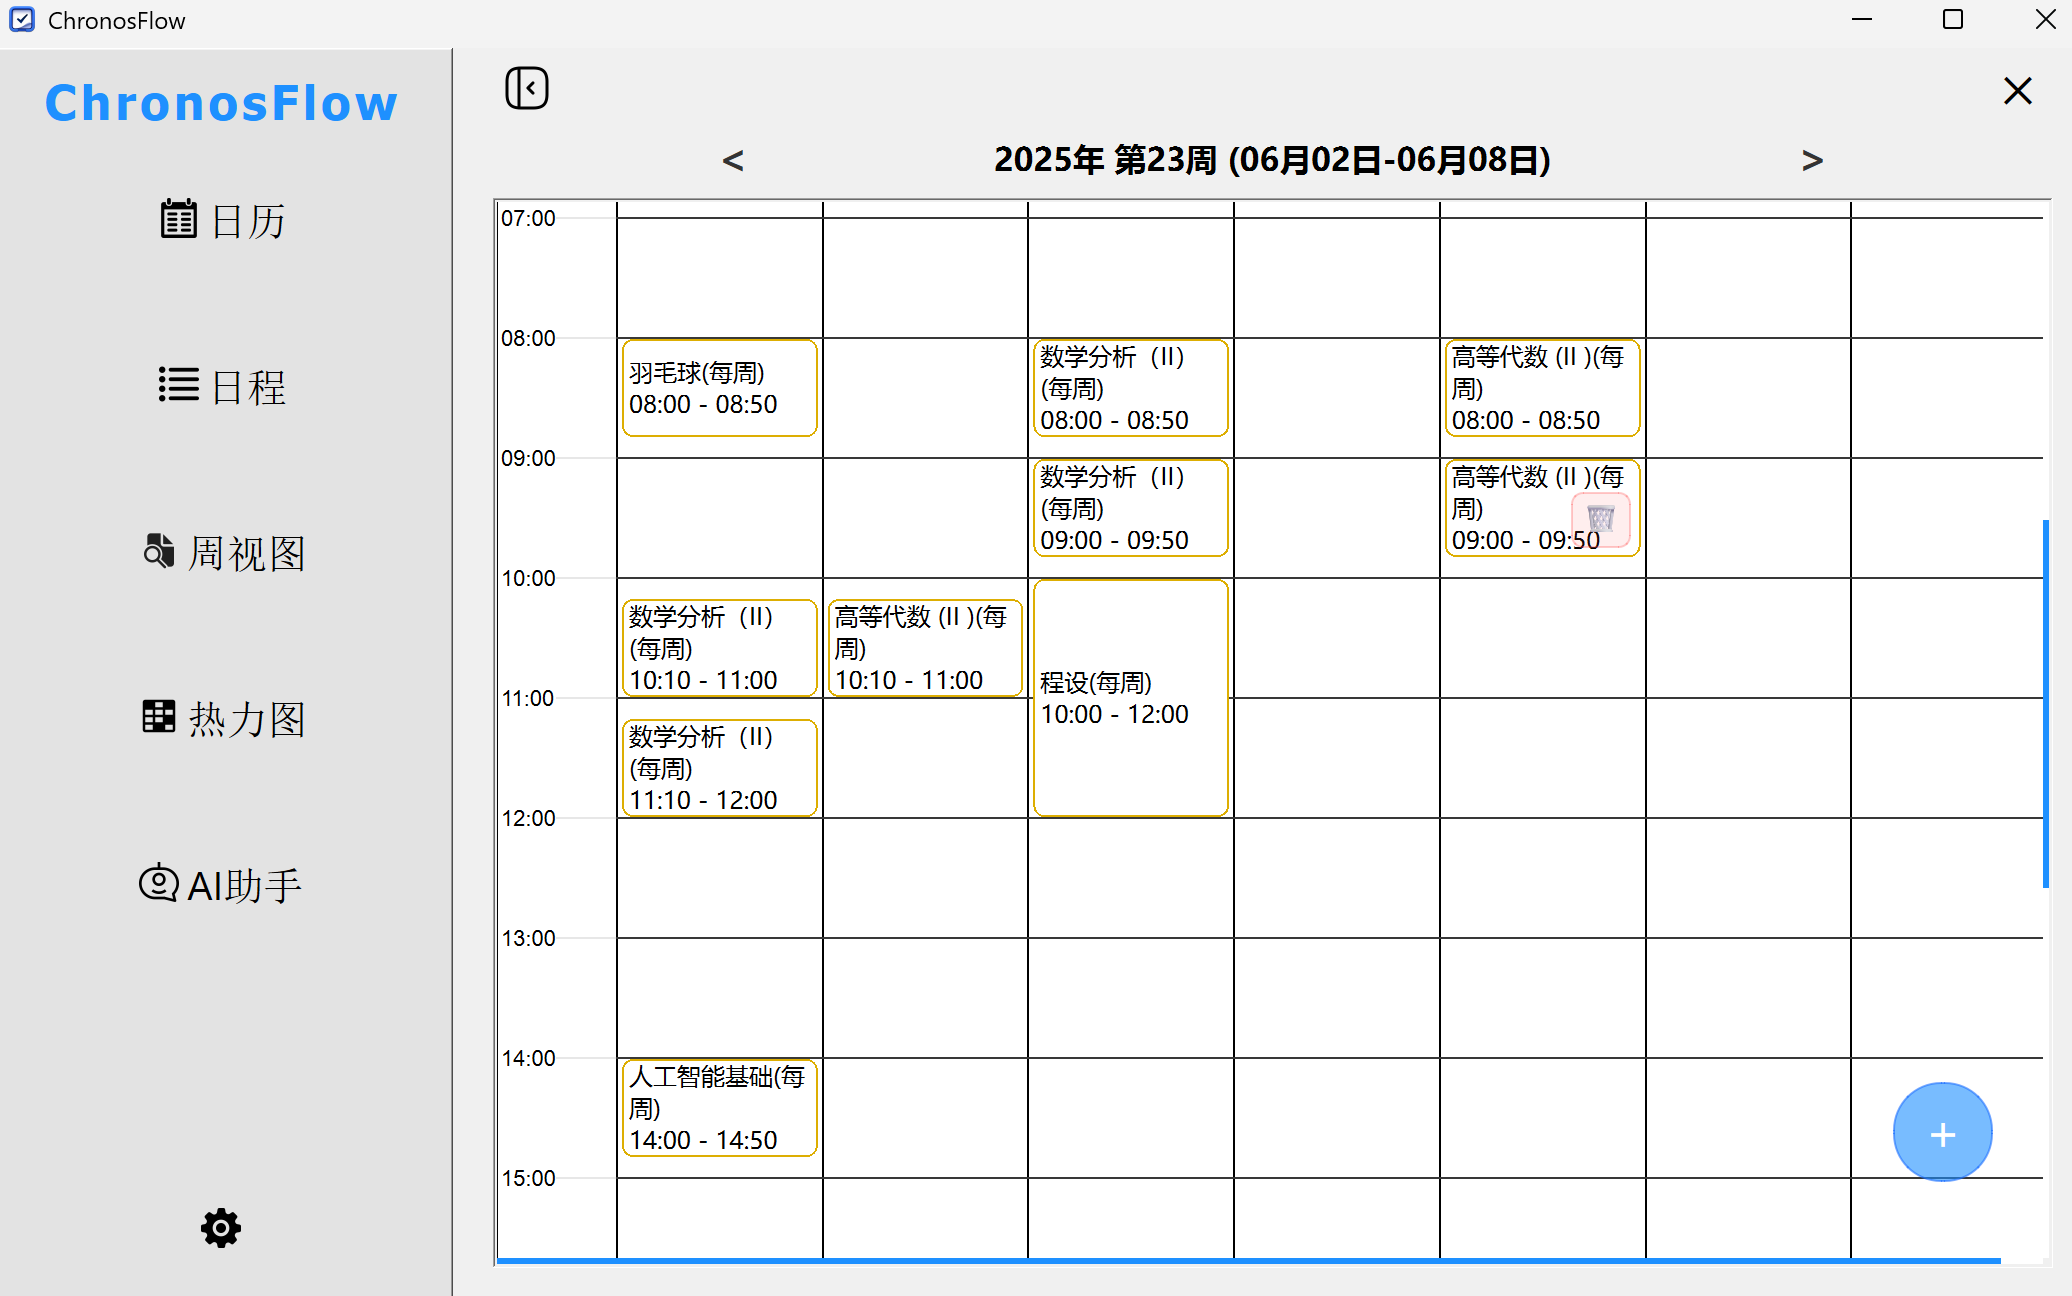 ChronosFlow
ChronosFlow
日历
日程
周视图
热力图
AI助手
< 2025年 第23周 (06月02日-06月08日) >
07:00
08:00
羽毛球(每周)
08:00 - 08:50
数学分析（II）
(每周)
08:00 - 08:50
高等代数 (II )(每
周)
08:00 - 08:50
09:00
数学分析（II）
(每周)
09:00 - 09:50
高等代数 (II )(每
周)
09:00 - 09:50
10:00
数学分析（II）
(每周)
10:10 - 11:00
高等代数 (II )(每
周)
10:10 - 11:00
程设(每周)
10:00 - 12:00
11:00
数学分析（II）
(每周)
11:10 - 12:00
12:00
13:00
14:00
人工智能基础(每
周)
14:00 - 14:50
15:00
+